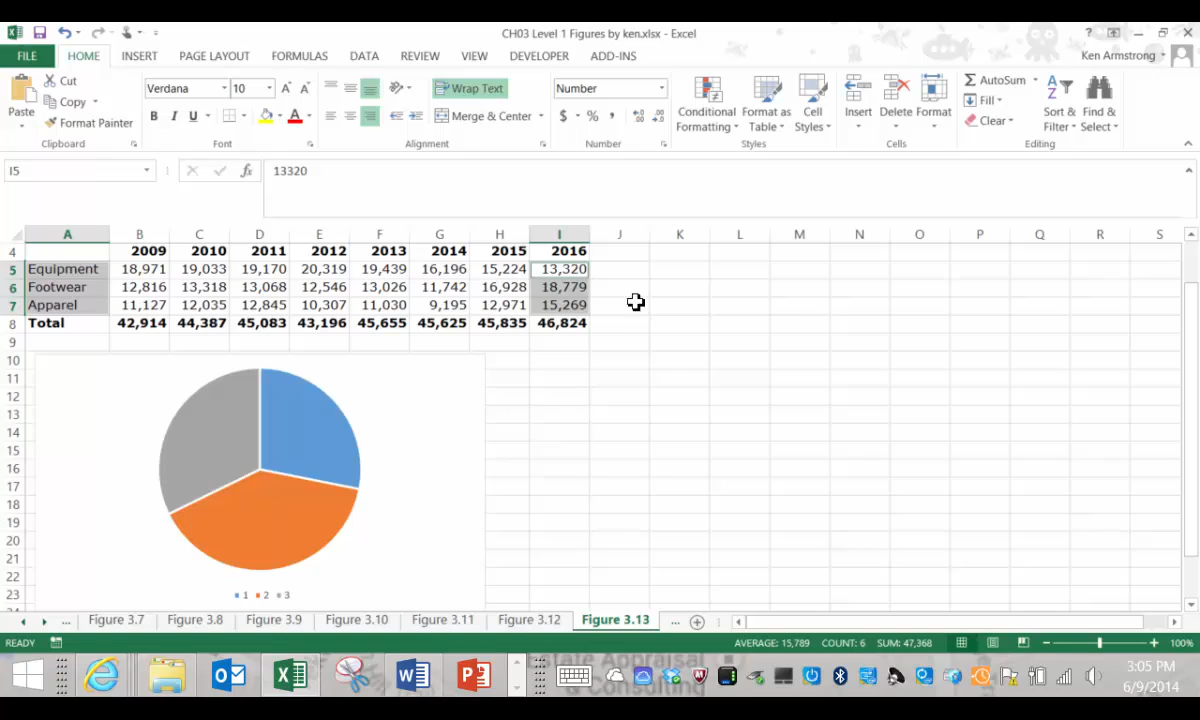 CH03 Level 1 Figures by ken.xlsx - Excel
FILE HOME INSERT PAGE LAYOUT FORMULAS DATA REVIEW VIEW DEVELOPER ADD-INS Ken Armstrong
Cut
Copy
Format Painter
Paste
Clipboard
Verdana 10
B I U
Font
Wrap Text
Merge & Center
Alignment
Number
$ % ,
Number
Conditional Formatting
Format as Table
Cell Styles
Styles
Insert Delete Format
Cells
AutoSum
Fill
Clear
Sort & Filter
Find & Select
Editing
I5 fx 13320
A B C D E F G H I J K L M N O P Q R S
4 2009 2010 2011 2012 2013 2014 2015 2016
5 Equipment 18,971 19,033 19,170 20,319 19,439 16,196 15,224 13,320
6 Footwear 12,816 13,318 13,068 12,546 13,026 11,742 16,928 18,779
7 Apparel 11,127 12,035 12,845 10,307 11,030 9,195 12,971 15,269
8 Total 42,914 44,387 45,083 43,196 45,655 45,625 45,835 46,824
9
10
11
12
13
14
15
16
17
18
19
20
21
22
23
1 2 3
... Figure 3.7 Figure 3.8 Figure 3.9 Figure 3.10 Figure 3.11 Figure 3.12 Figure 3.13 ...
READY AVERAGE: 15,789 COUNT: 6 SUM: 47,368 100%
Estate Appraisal
& Consulting
3:05 PM
6/9/2014